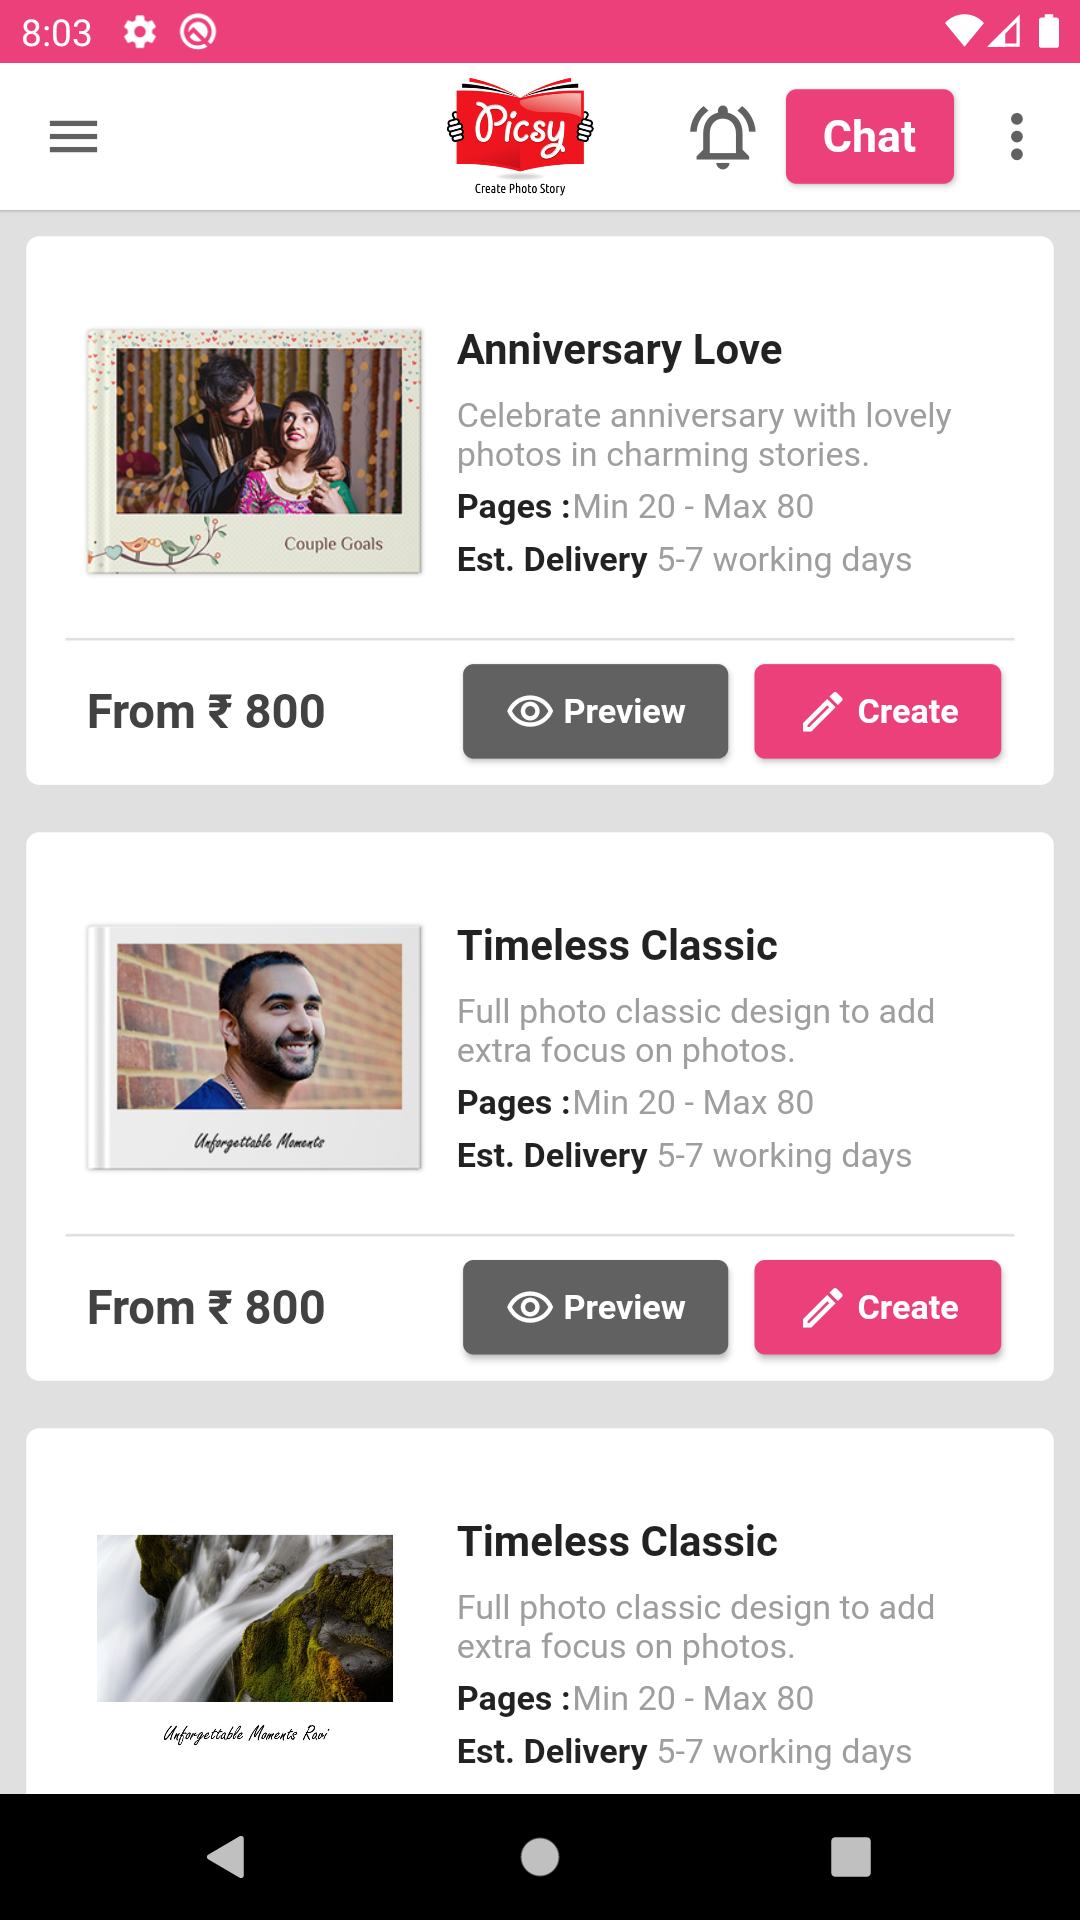 8:03
Picsy
Create Photo Story
Chat
Anniversary Love
Celebrate anniversary with lovely
photos in charming stories.
Pages :Min 20 - Max 80
Est. Delivery 5-7 working days
Couple Goals
From ₹ 800
Preview
Create
Timeless Classic
Full photo classic design to add
extra focus on photos.
Pages :Min 20 - Max 80
Est. Delivery 5-7 working days
Unforgettable Moments
From ₹ 800
Preview
Create
Timeless Classic
Full photo classic design to add
extra focus on photos.
Pages :Min 20 - Max 80
Unforgettable Moments Ravi
Est. Delivery 5-7 working days